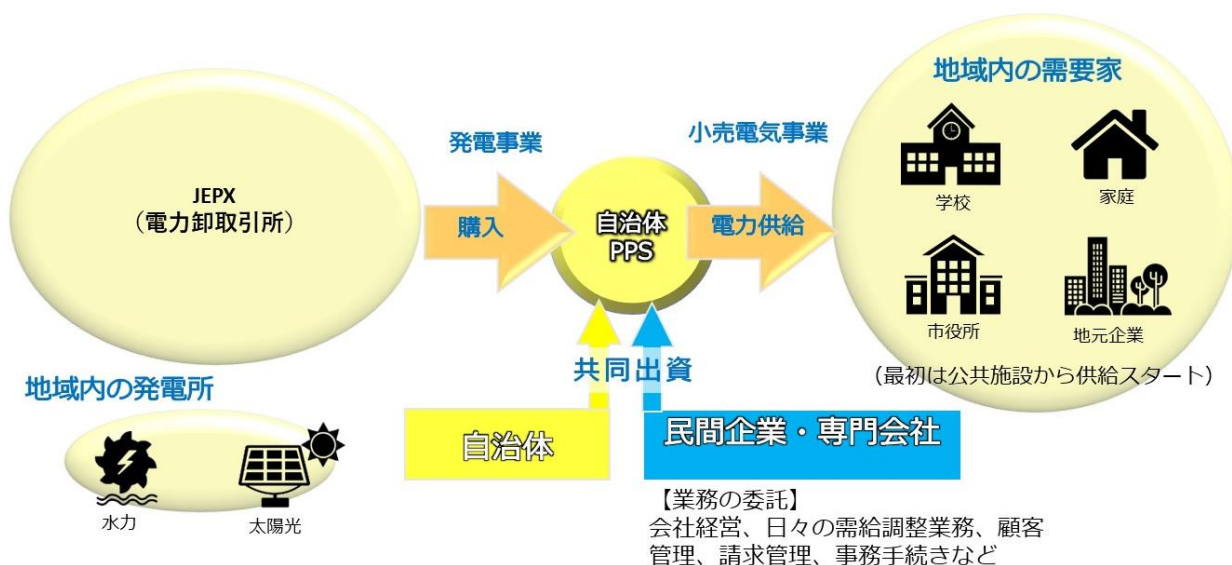 JEPX
（電力卸取引所）
地域内の発電所
水力
太陽光
発電事業
購入
自治体
PPS
小売電気事業
電力供給
共同出資
自治体
民間企業・専門会社
【業務の委託】
会社経営、日々の需給調整業務、顧客
管理、請求管理、事務手続きなど
地域内の需要家
学校
家庭
市役所
地元企業
（最初は公共施設から供給スタート）